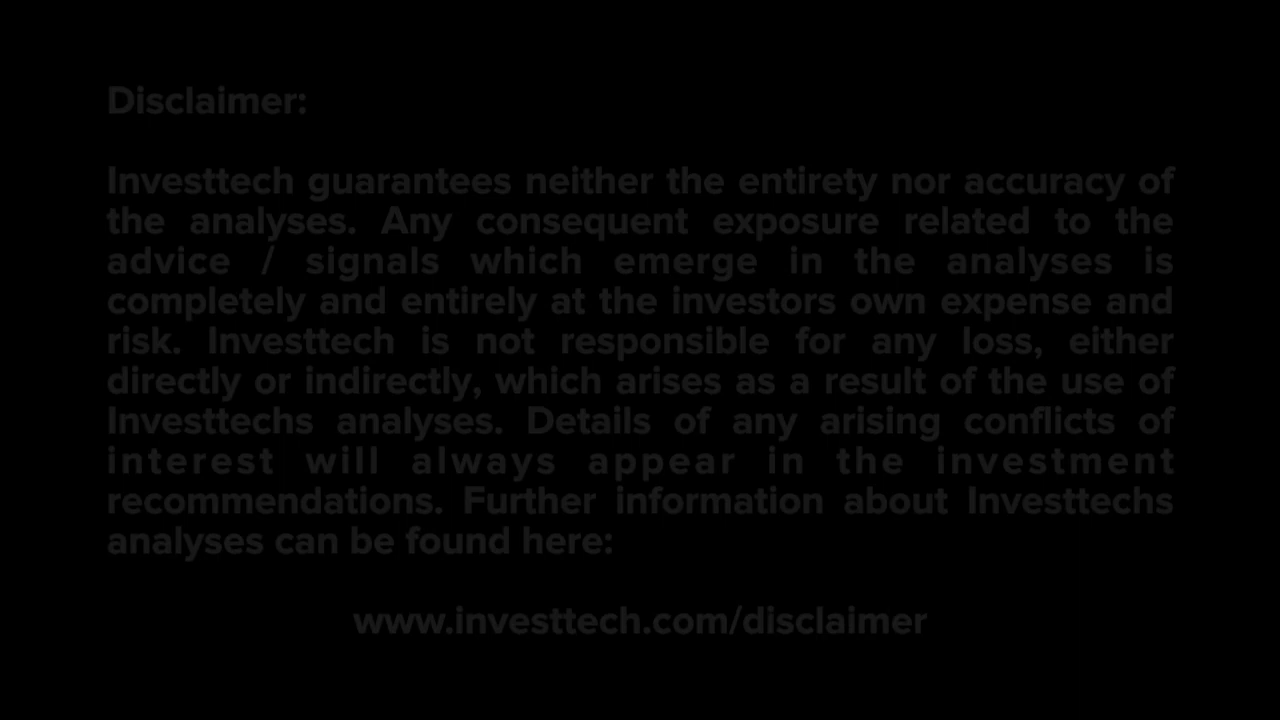 Disclaimer:
Investtech guarantees neither the entirety nor accuracy of
the analyses. Any consequent exposure related to the
advice / signals which emerge in the analyses is
completely and entirely at the investors own expense and
risk. Investtech is not responsible for any loss, either
directly or indirectly, which arises as a result of the use of
Investtechs analyses. Details of any arising conflicts of
interest will always appear in the investment
recommendations. Further information about Investtechs
analyses can be found here:
www.investtech.com/disclaimer